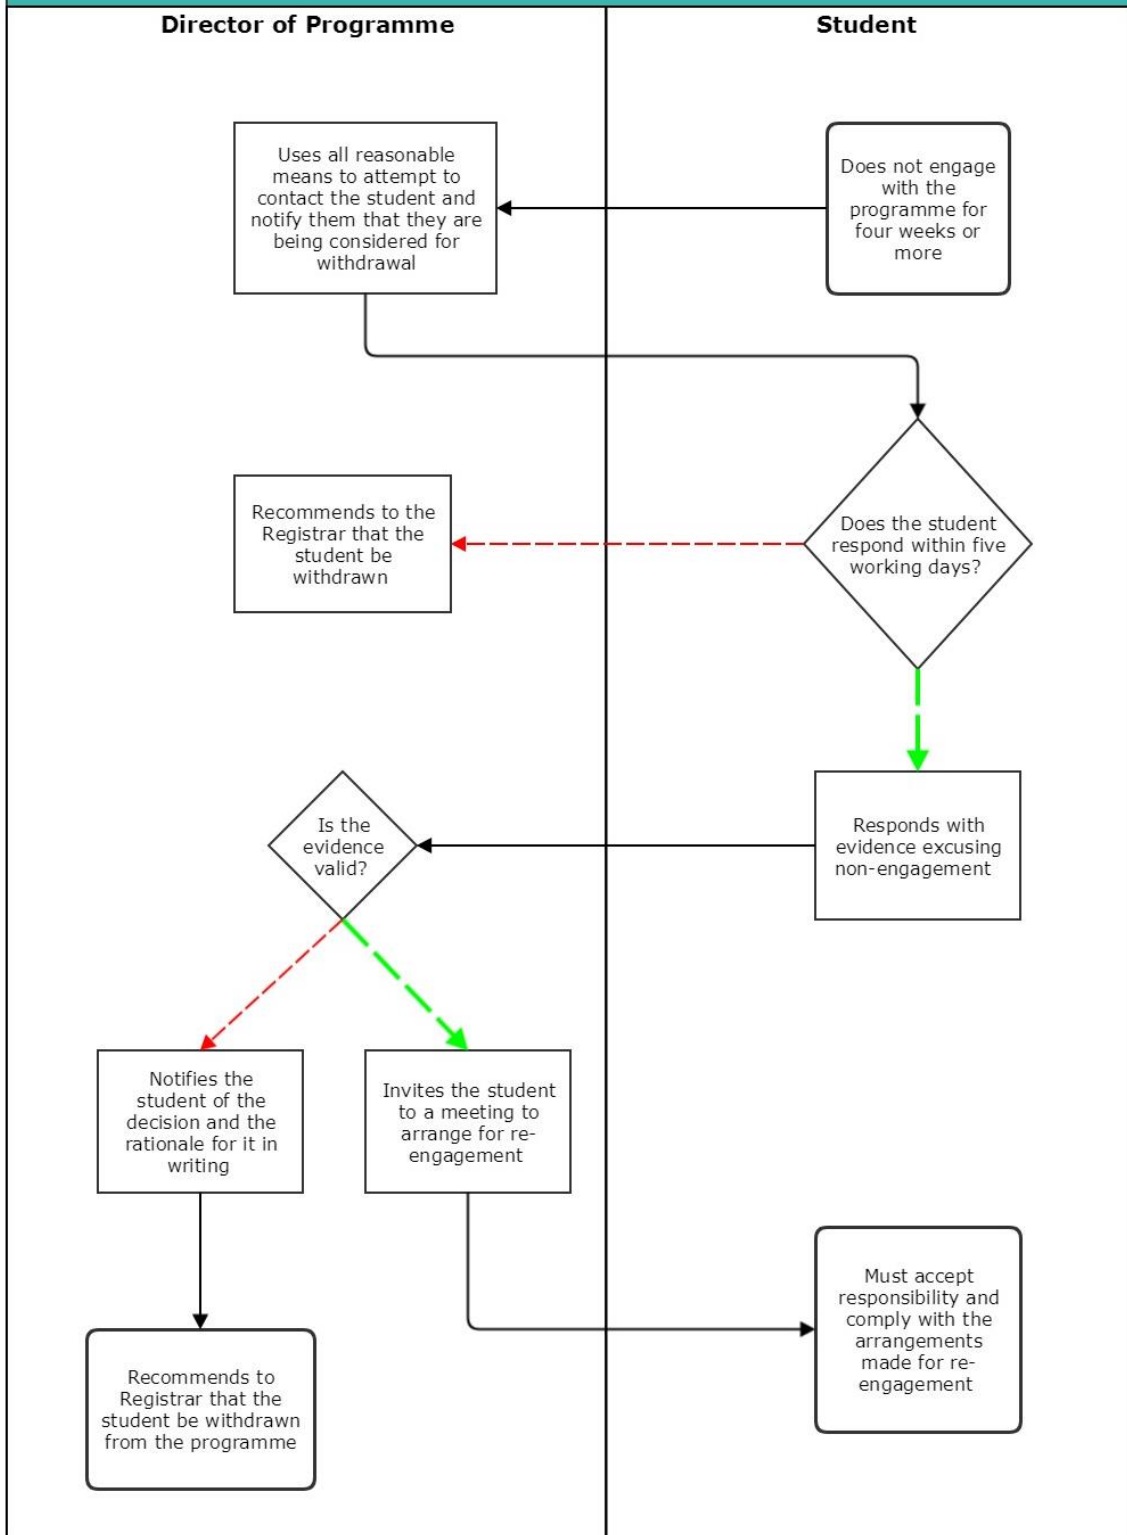 Director of Programme
Student
Uses all reasonable
means to attempt to
contact the student and
notify them that they are
being considered for
withdrawal
Does not engage
with the
programme for
four weeks or
more
Does the student
respond within five
working days?
Recommends to the
Registrar that the
student be
withdrawn
Responds with
evidence excusing
non-engagement
Is the
evidence
valid?
Notifies the
student of the
decision and the
rationale for it in
writing
Invites the student
to a meeting to
arrange for re-
engagement
Must accept
responsibility and
comply with the
arrangements
made for re-
engagement
Recommends to
Registrar that the
student be withdrawn
from the programme